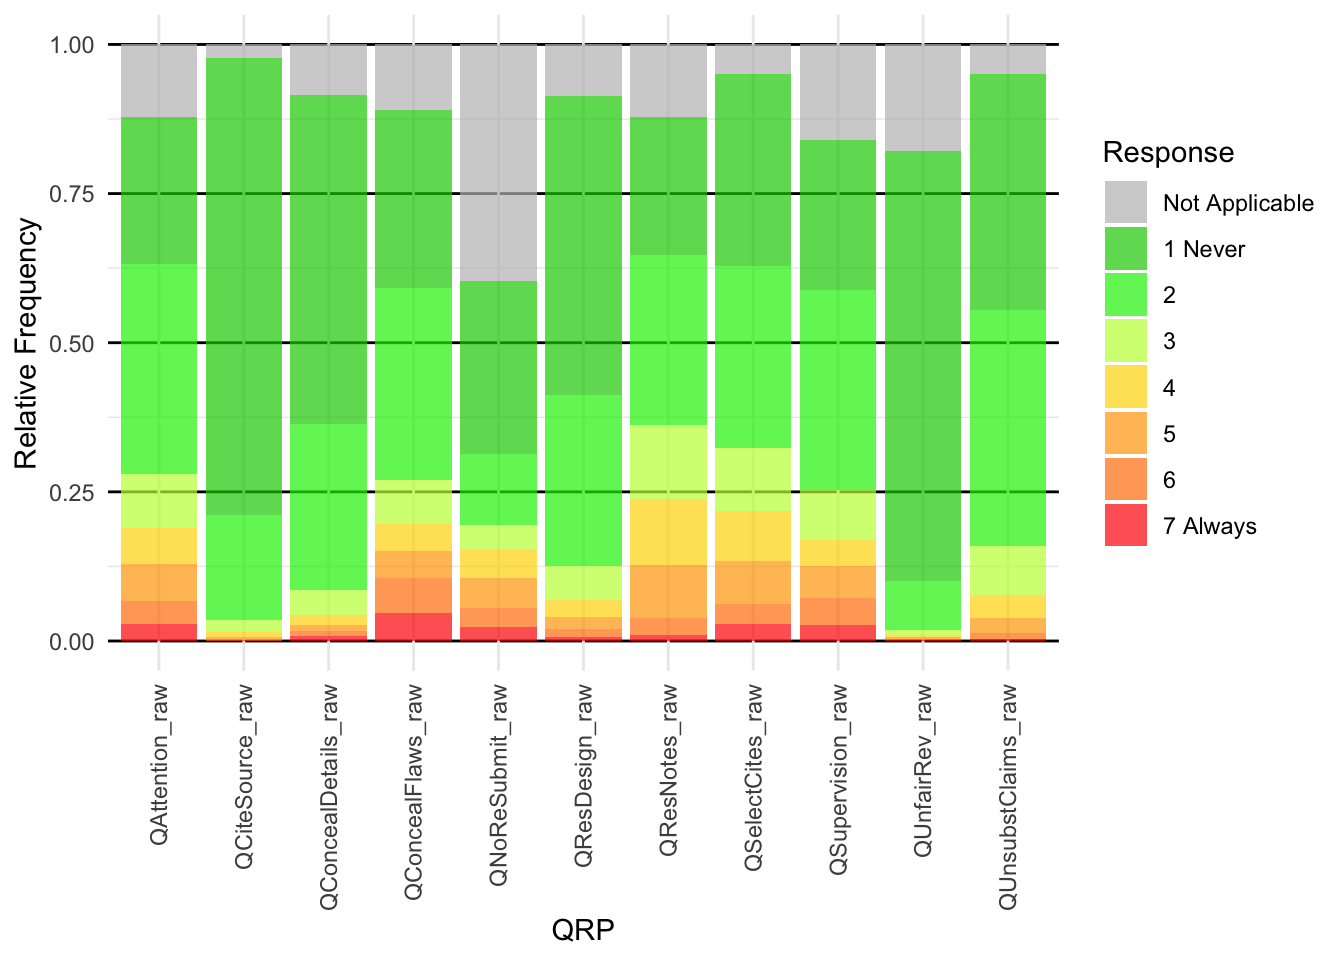 1.00
0.75
0.50
0.25
0.00
Relative Frequency
QAttention_raw
QCiteSource_raw
QConcealDetails_raw
QConcealFlaws_raw
QNoReSubmit_raw
QResDesign_raw
QResNotes_raw
QSelectCites_raw
QSupervision_raw
QUnfairRev_raw
QUnsubstClaims_raw
QRP
Response
Not Applicable
1 Never
2
3
4
5
6
7 Always